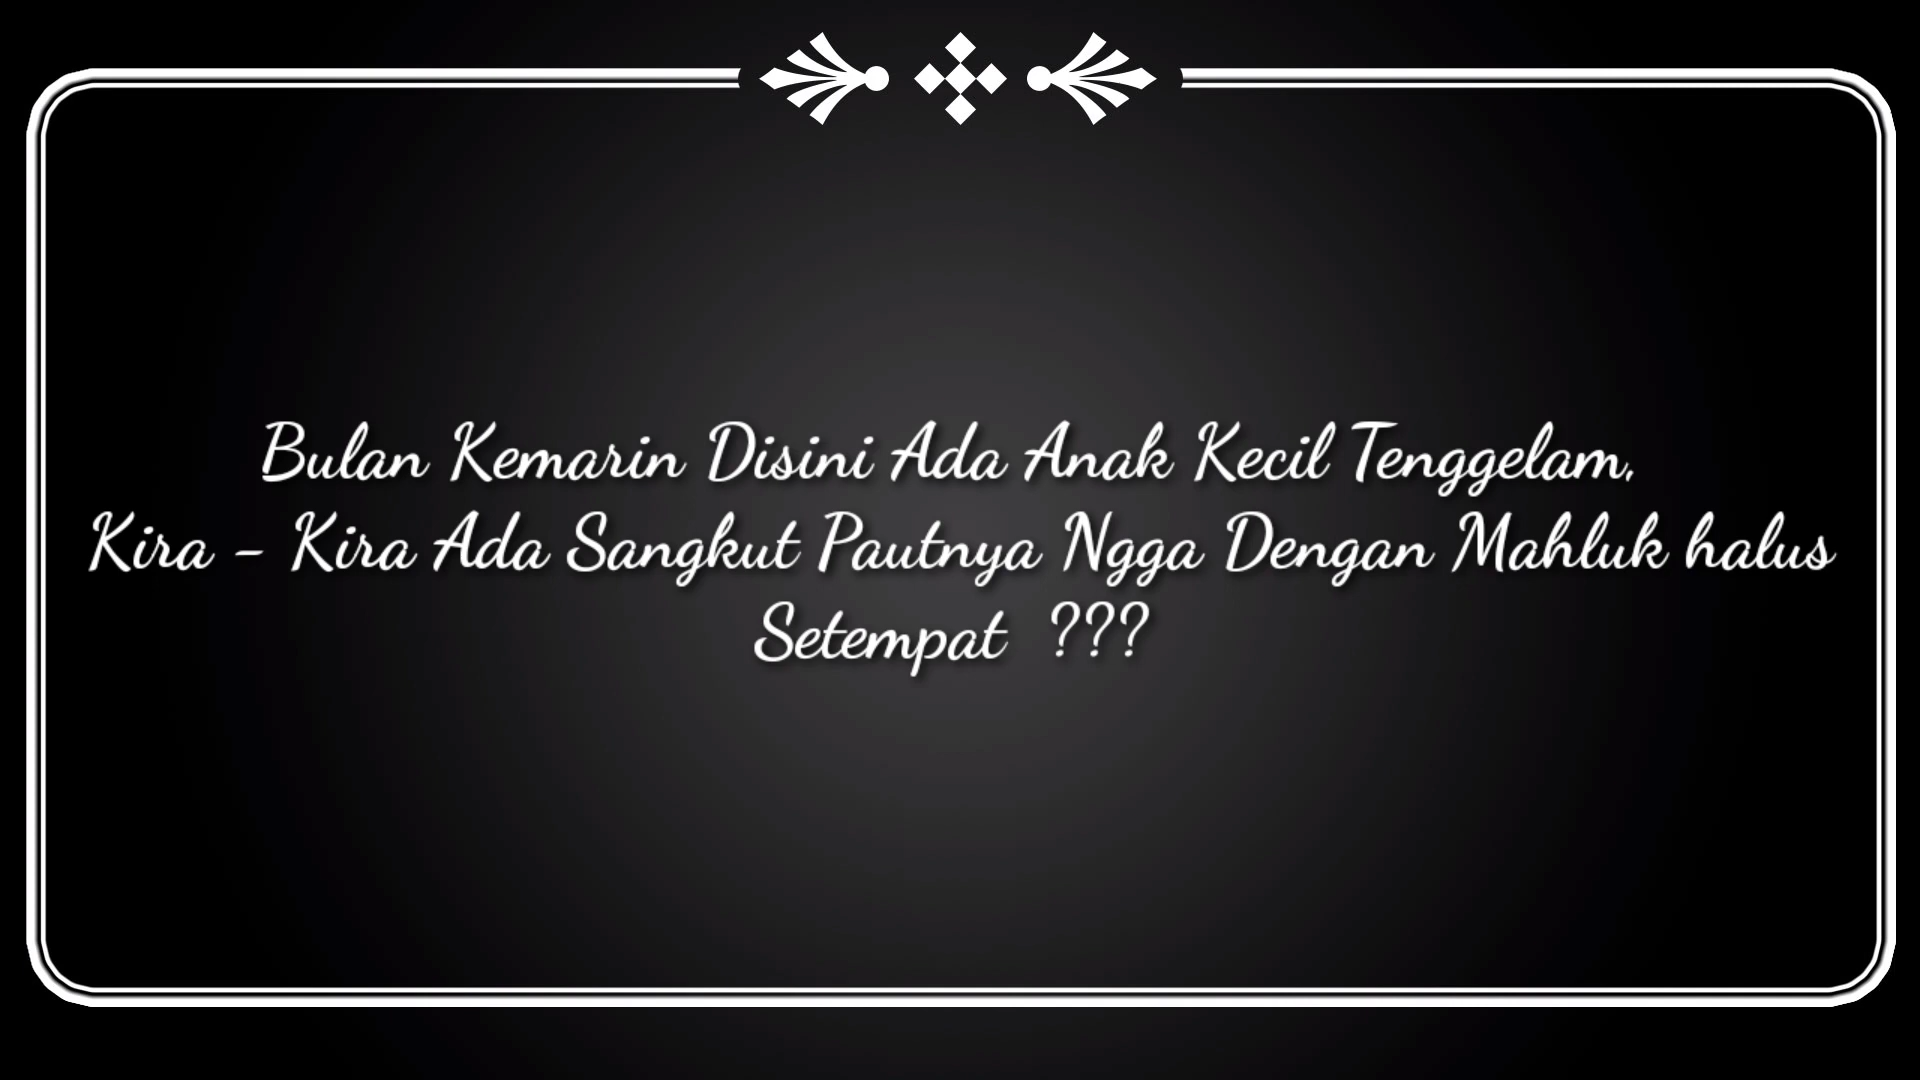 Bulan Kemarin Disini Ada Anak Kecil Tenggelam,
Kira - Kira Ada Sangkut Pautnya Ngga Dengan Mahluk halus
Setempat ???